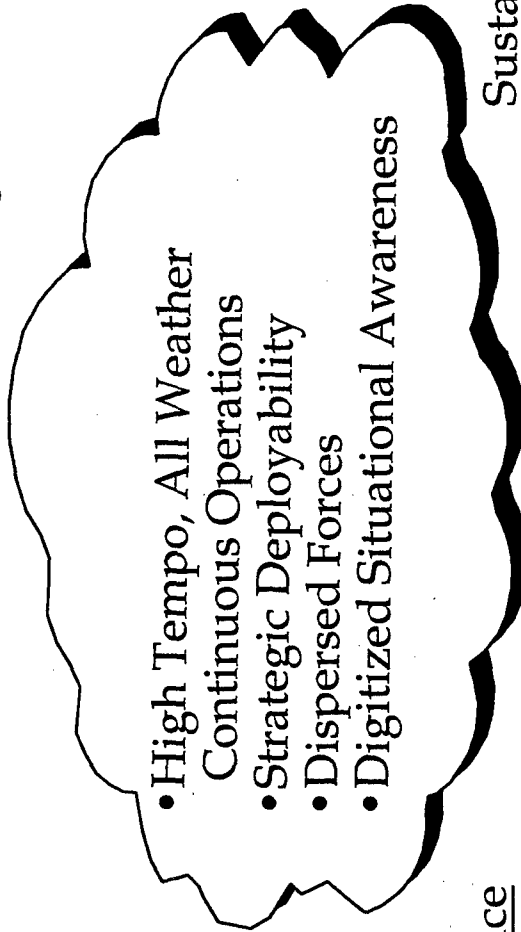 •High Tempo, All Weather
Continuous Operations
•Strategic Deployability
•Dispersed Forces
•Digitized Situational Awareness